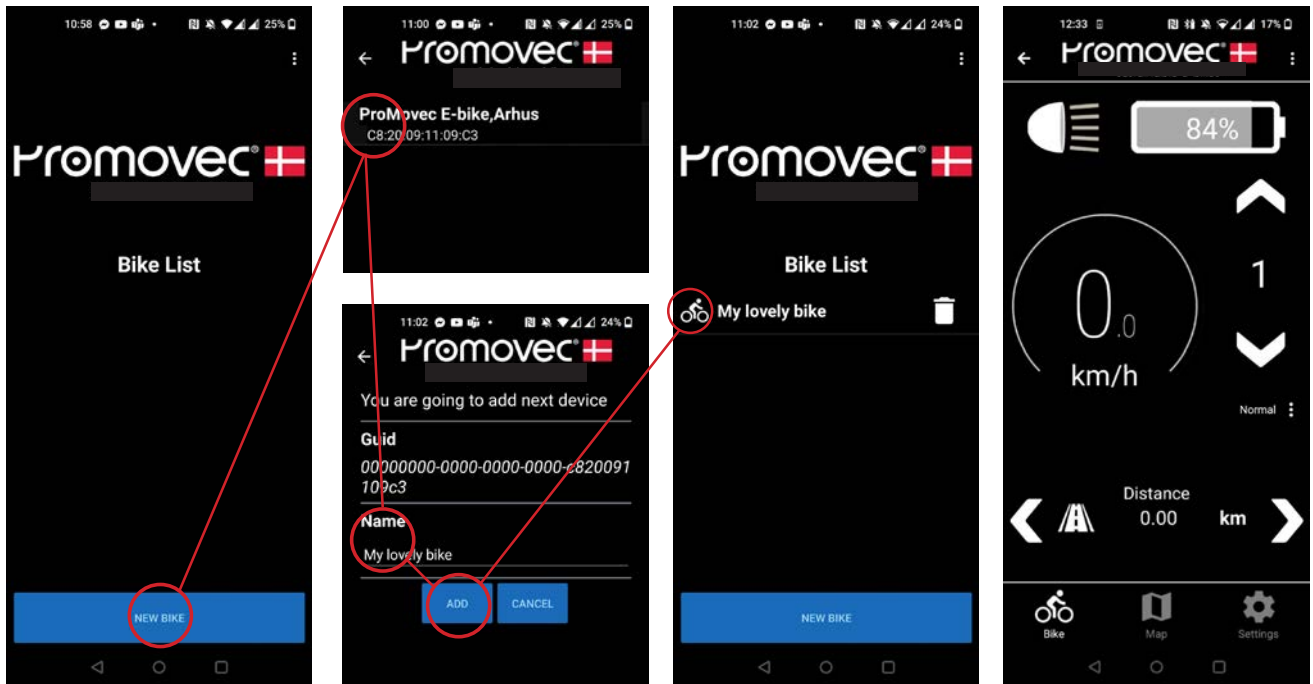 10:58
25%
Promovec®
Bike List
NEW BIKE
11:00
25%
Promovec®
ProMovec E-bike,Arhus
C8:20:09:11:09:C3
11:02
24%
Promovec®
You are going to add next device
Guid
00000000-0000-0000-0000-c820091
109c3
Name
My lovely bike
ADD
CANCEL
11:02
24%
Promovec®
Bike List
My lovely bike
NEW BIKE
12:33
17%
Promovec®
84%
1
0.0
km/h
Normal
Distance
0.00 km
Bike
Map
Settings